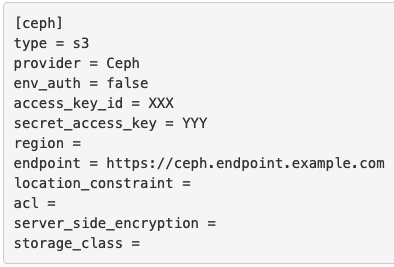 [ceph]
type = s3
provider = Ceph
env_auth = false
access_key_id = XXX
secret_access_key = YYY
region =
endpoint = https://ceph.endpoint.example.com
location_constraint =
acl =
server_side_encryption =
storage_class =